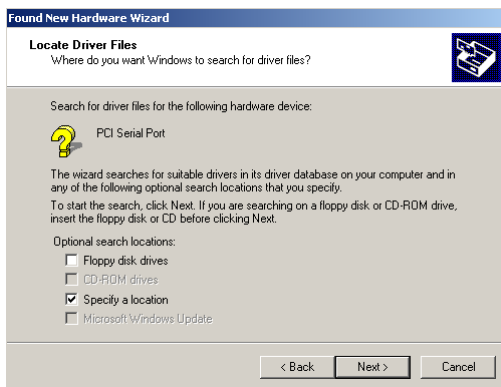 Found New Hardware Wizard
Locate Driver Files
Where do you want Windows to search for driver files?
Search for driver files for the following hardware device:
PCI Serial Port
The wizard searches for suitable drivers in its driver database on your computer and in
any of the following optional search locations that you specify.
To start the search, click Next. If you are searching on a floppy disk or CD-ROM drive,
insert the floppy disk or CD before clicking Next.
Optional search locations:
Floppy disk drives
CD-ROM drives
Specify a location
Microsoft Windows Update
< Back
Next >
Cancel